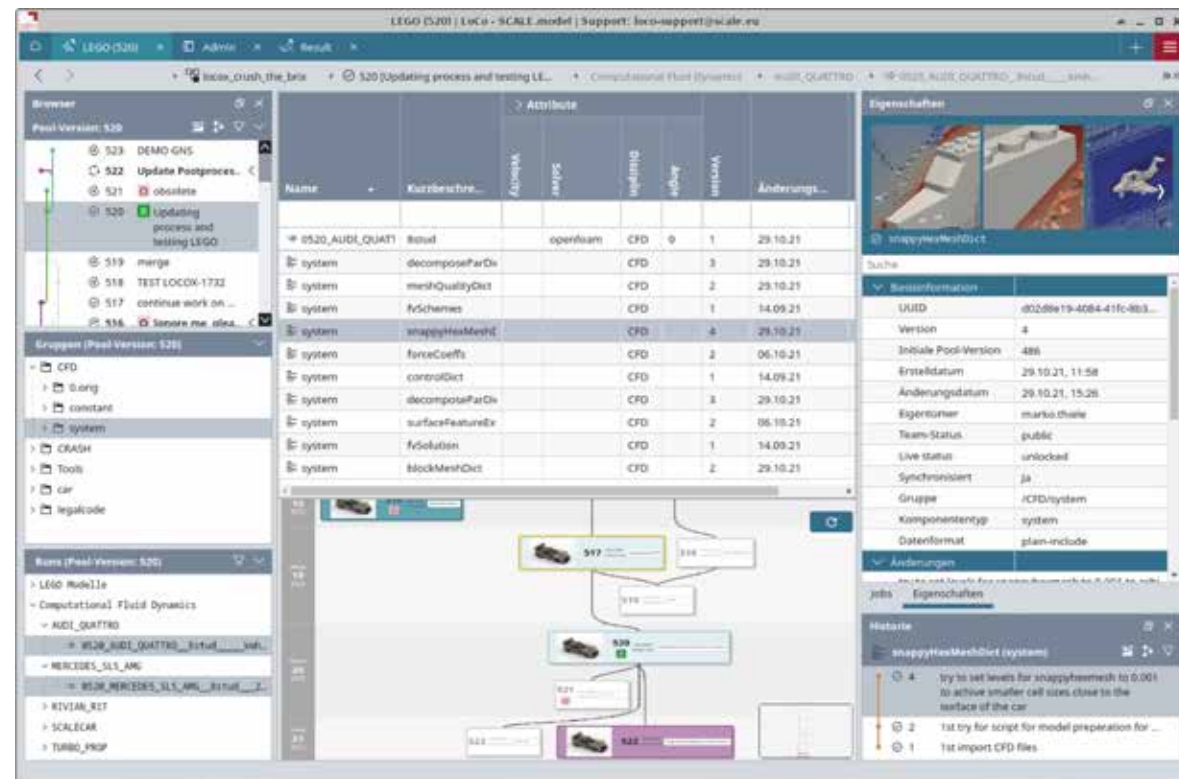 LEGO (520) | LoCo - SCALE.model | Support: loco-support@scale.eu
LEGO (520)
Admin
Result
locox_crush_the_brix
520 (Updating process and testing LE...
Computational Fluid Dynamics
AUDI_QUATTRO
Browser
Pool-Version: 520
523 DEMO GNS
522 Update Postproces..
521 obsolete
520 Updating
process and
testing LEGO
519 merge
518 TEST LOCOX-1732
517 continue work on ...
516 Ignore me, plea..
Gruppen (Pool-Version: 520)
CFD
0.orig
constant
system
CRASH
Tools
car
legalcode
Runs (Pool-Version: 520)
LEGO Modelle
Computational Fluid Dynamics
AUDI_QUATTRO
MERCEDES_SLS_AMG
RIVIAN_R1T
SCALECAR
TURBO_PROP
Attribute
Name Kurzbeschre... Velocity Solver Disziplin Angle Version Änderungs...
0520_AUDI_QUATT 8stud openfoam CFD 0 1 29.10.21
system decomposeParDi CFD 3 29.10.21
system meshQualityDict CFD 2 29.10.21
system fvSchemes CFD 1 14.09.21
system snappyHexMeshD CFD 4 29.10.21
system forceCoeffs CFD 2 06.10.21
system controlDict CFD 1 14.09.21
system decomposeParDi CFD 3 29.10.21
system surfaceFeatureEx CFD 2 06.10.21
system fvSolution CFD 1 14.09.21
system blockMeshDict CFD 2 29.10.21
517
518
519
520
521
523
522
Eigenschaften
snappyHexMeshDict
Suche
Basisinformation
UUID
Version 4
Initiale Pool-Version 486
Erstelldatum 29.10.21, 11:58
Änderungsdatum 29.10.21, 15:26
Eigentümer marko.thiele
Team-Status public
Live status unlocked
Synchronisiert Ja
Gruppe /CFD/system
Komponententyp system
Datenformat plain-include
Änderungen
Jobs Eigenschaften
Historie
snappyHexMeshDict (system)
4 try to set levels for snappyhexmesh to 0.001
to achive smaller cell sizes close to the
surface of the car
2 1st try for script for model preparation for ...
1 1st import CFD files